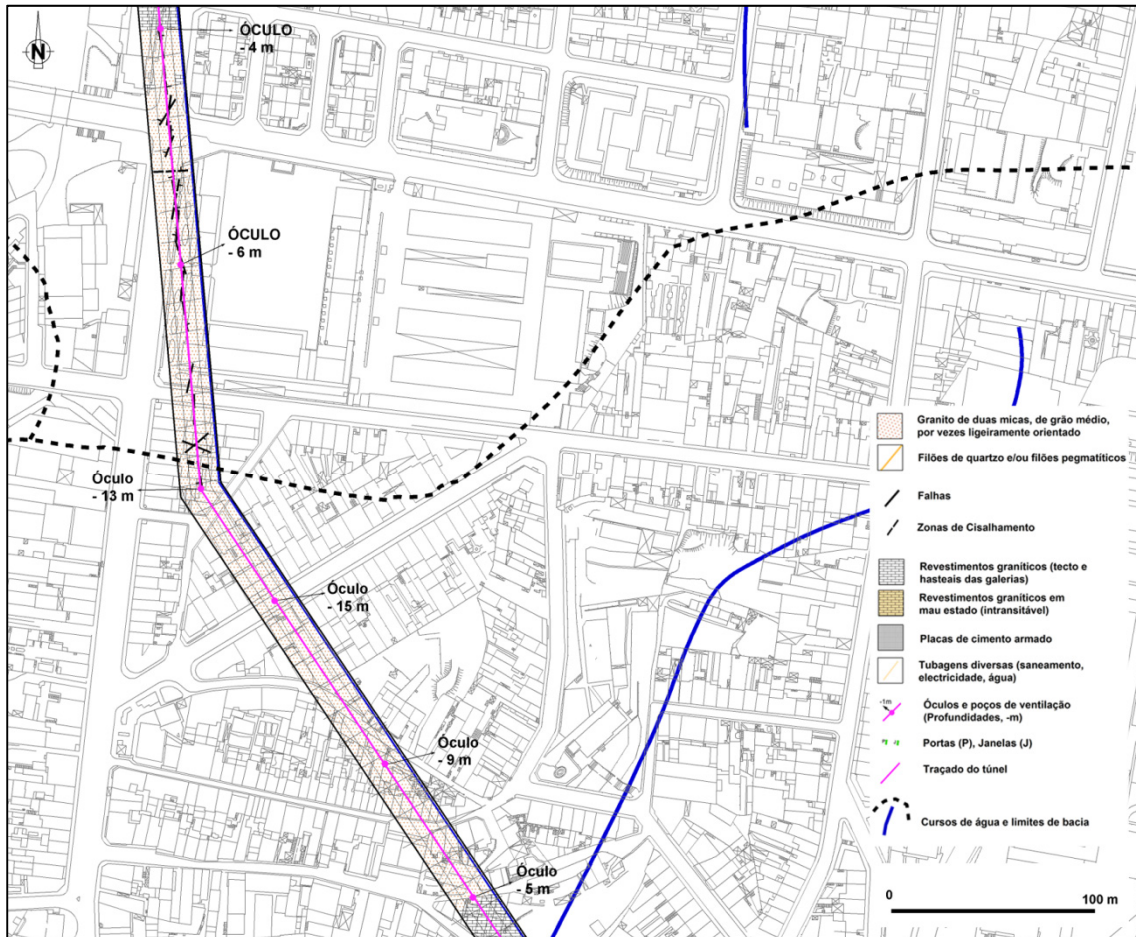 N
ÓCULO
- 4 m
ÓCULO
- 6 m
Óculo
- 13 m
Óculo
- 15 m
Óculo
- 9 m
Óculo
- 5 m
Granito de duas micas, de grão médio,
por vezes ligeiramente orientado
Filões de quartzo e/ou filões pegmatíticos
Falhas
Zonas de Cisalhamento
Revestimentos graníticos (tecto e
hasteais das galerias)
Revestimentos graníticos em
mau estado (intransitável)
Placas de cimento armado
Tubagens diversas (saneamento,
electricidade, água)
-1m
Óculos e poços de ventilação
(Profundidades, -m)
Portas (P), Janelas (J)
Traçado do túnel
Cursos de água e limites de bacia
0
100 m